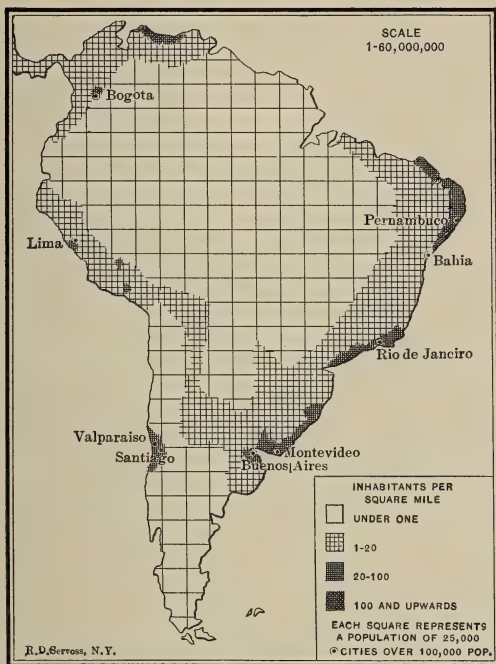 SCALE
1-60,000,000
Bogota
Pernambuco
Lima
Bahia
Rio de Janciro
Valparaiso
Santiago
Montevideo
Buenos Aires
INHABITANTS PER
SQUARE MILE
UNDER ONE
1-20
20-100
100 AND UPWARDS
EACH SQUARE REPRESENTS
A POPULATION OF 25,000
CITIES OVER 100,000 POP.
R.D.Servoss, N.Y.